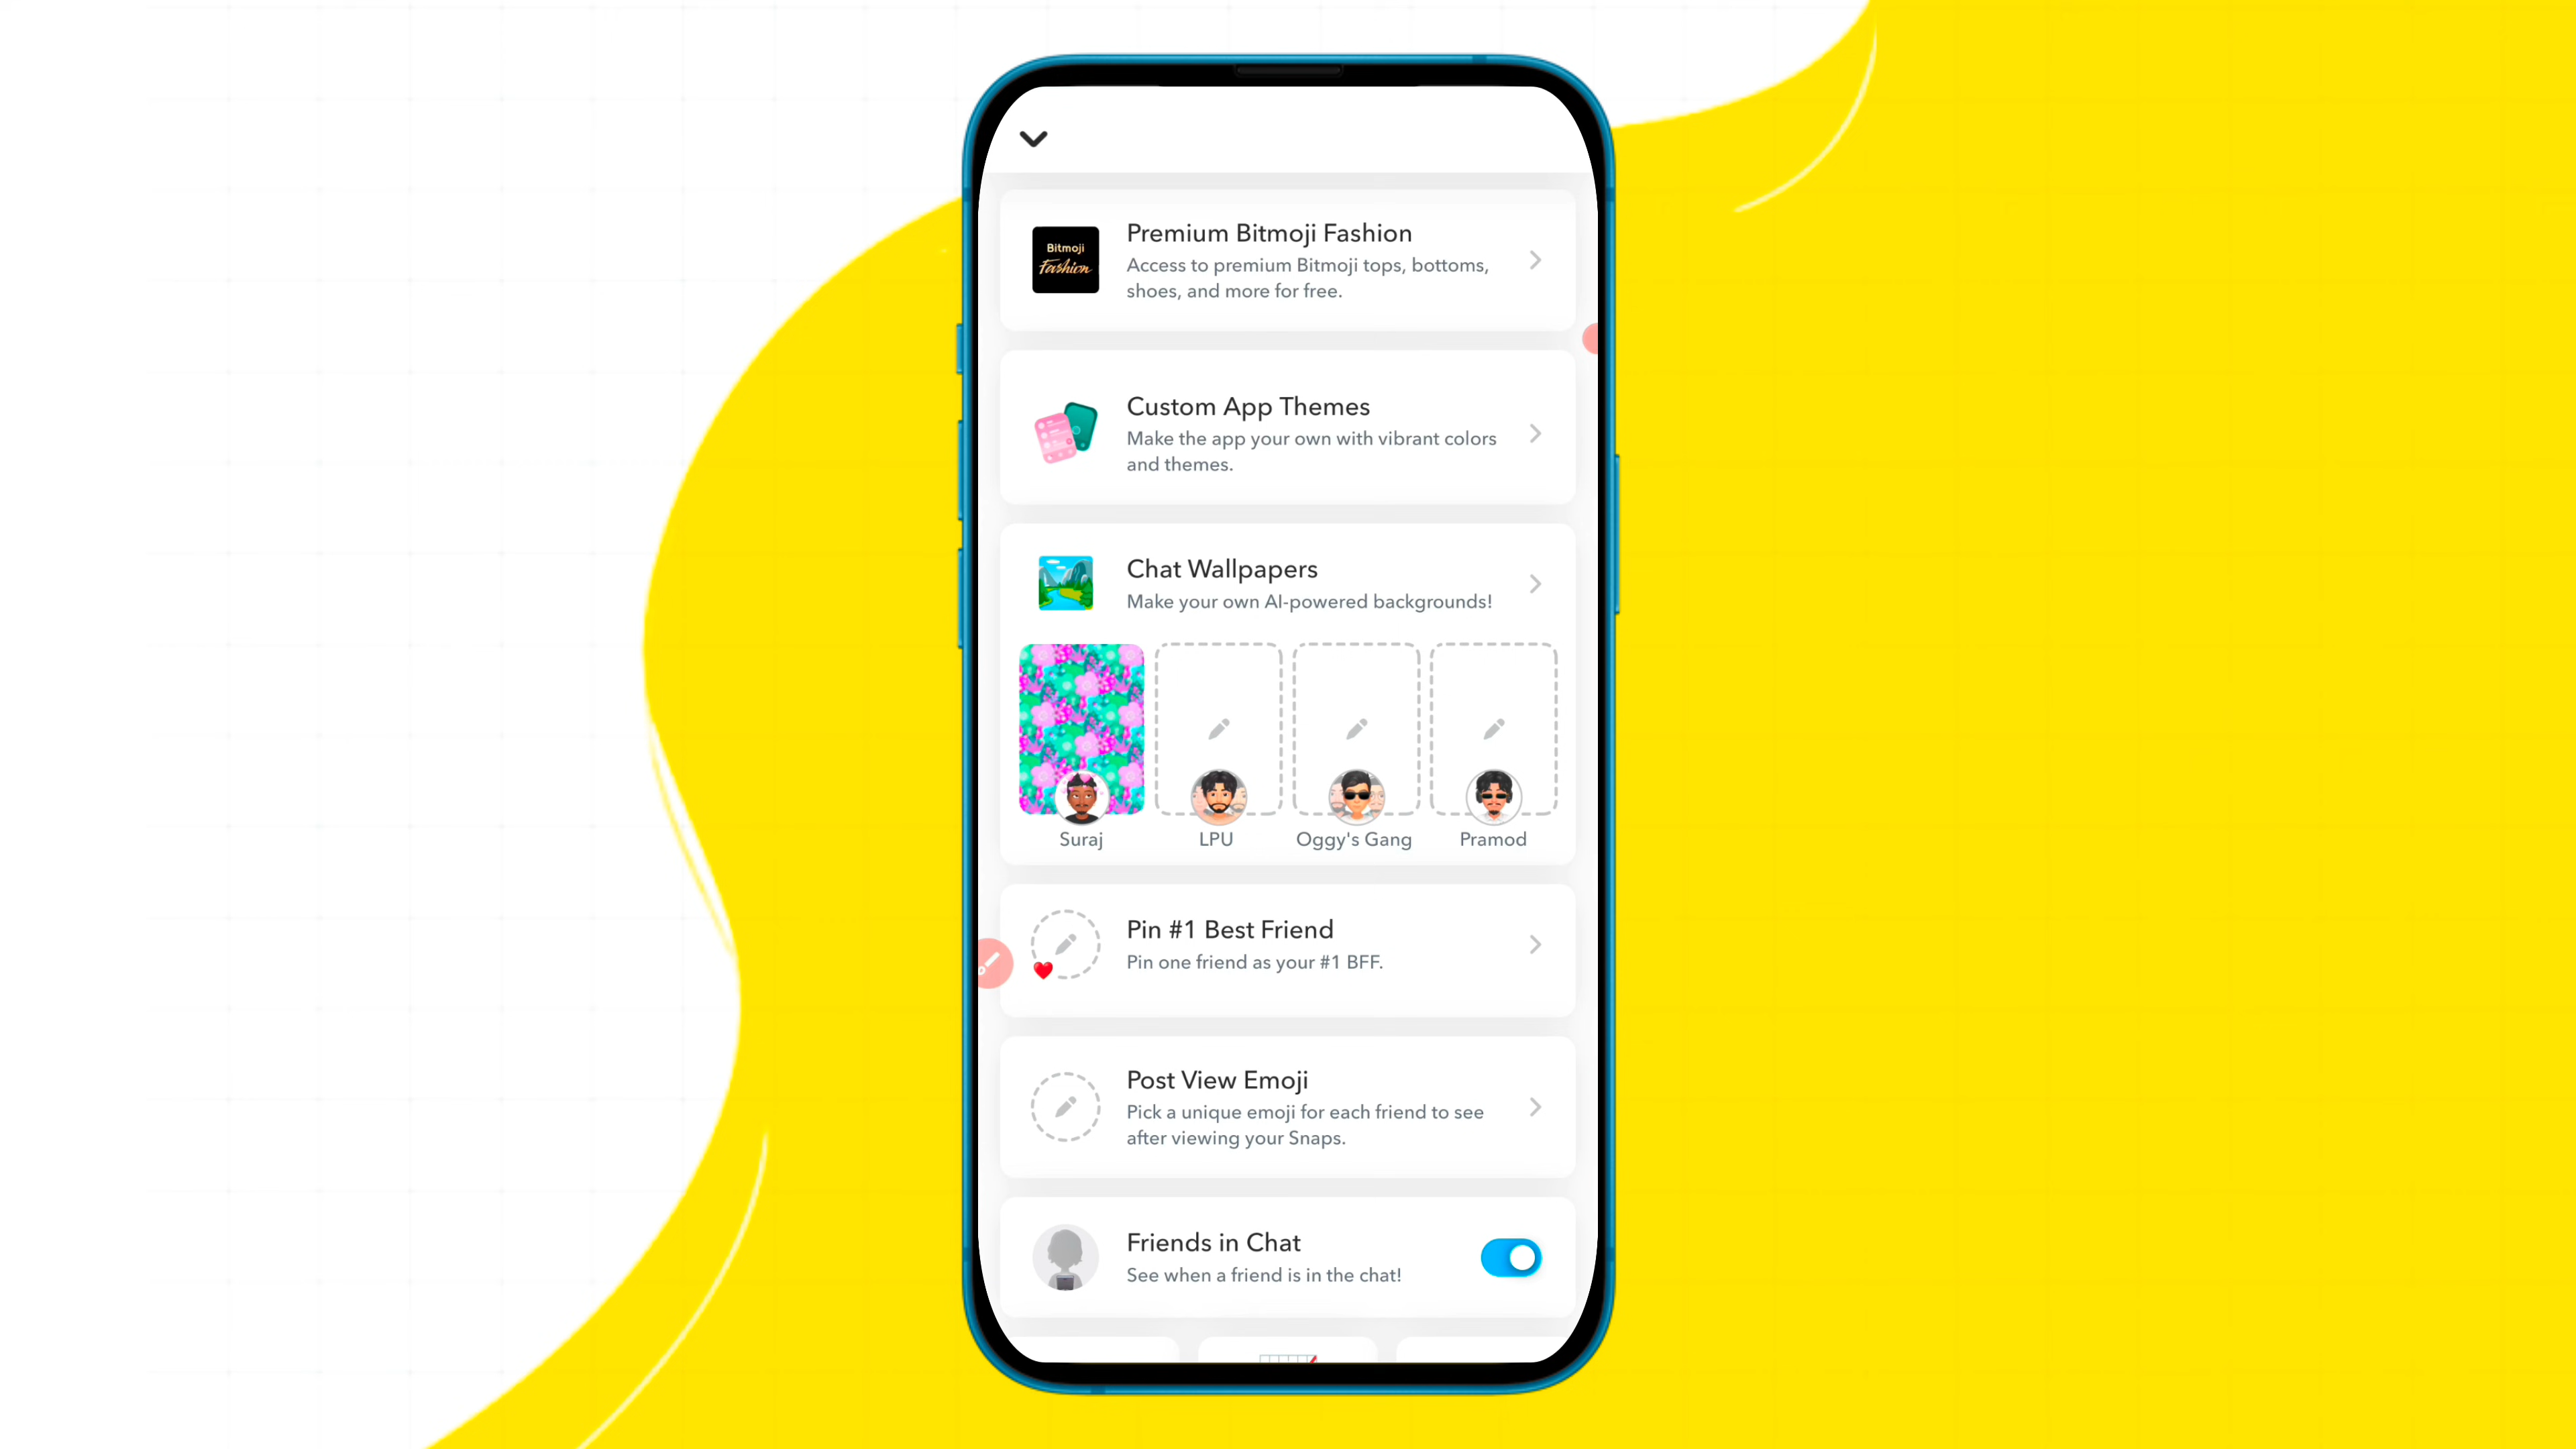 Bitmoji
Fashion
Premium Bitmoji Fashion
Access to premium Bitmoji tops, bottoms,
shoes, and more for free.
Custom App Themes
Make the app your own with vibrant colors
and themes.
Chat Wallpapers
Make your own AI-powered backgrounds!
Suraj
LPU
Oggy's Gang
Pramod
Pin #1 Best Friend
Pin one friend as your #1 BFF.
Post View Emoji
Pick a unique emoji for each friend to see
after viewing your Snaps.
Friends in Chat
See when a friend is in the chat!